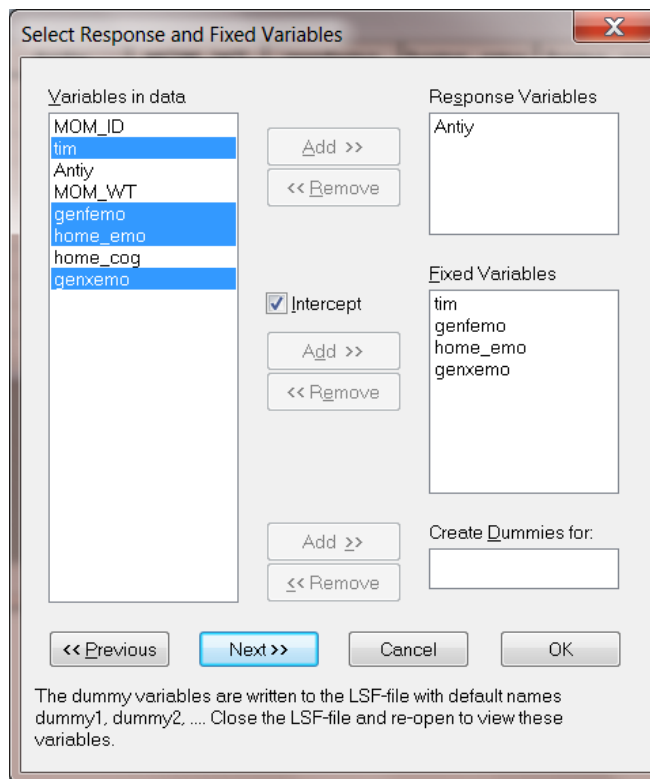 Select Response and Fixed Variables
Variables in data
MOM_ID
tim
Antiy
MOM_WT
genfemo
home_emo
home_cog
genxemo
Add >>
<< Remove
Response Variables
Antiy
Intercept
Add >>
<< Remove
Fixed Variables
tim
genfemo
home_emo
genxemo
Add >>
<< Remove
Create Dummies for:
<< Previous
Next >>
Cancel
OK
The dummy variables are written to the LSF-file with default names
dummy1, dummy2, .... Close the LSF-file and re-open to view these
variables.